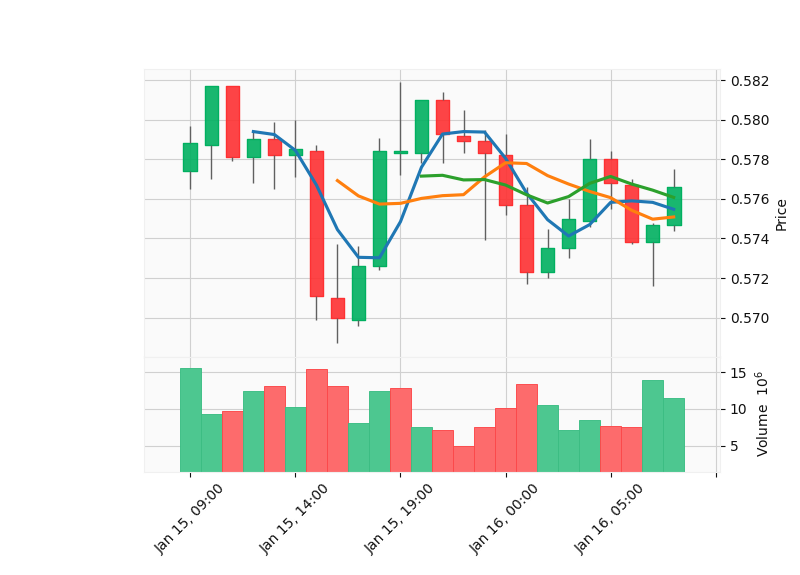 0.582
0.580
0.578
0.576
0.574
0.572
0.570
Price
15
10
5
Volume 10⁶
Jan 15, 09:00
Jan 15, 14:00
Jan 15, 19:00
Jan 16, 00:00
Jan 16, 05:00